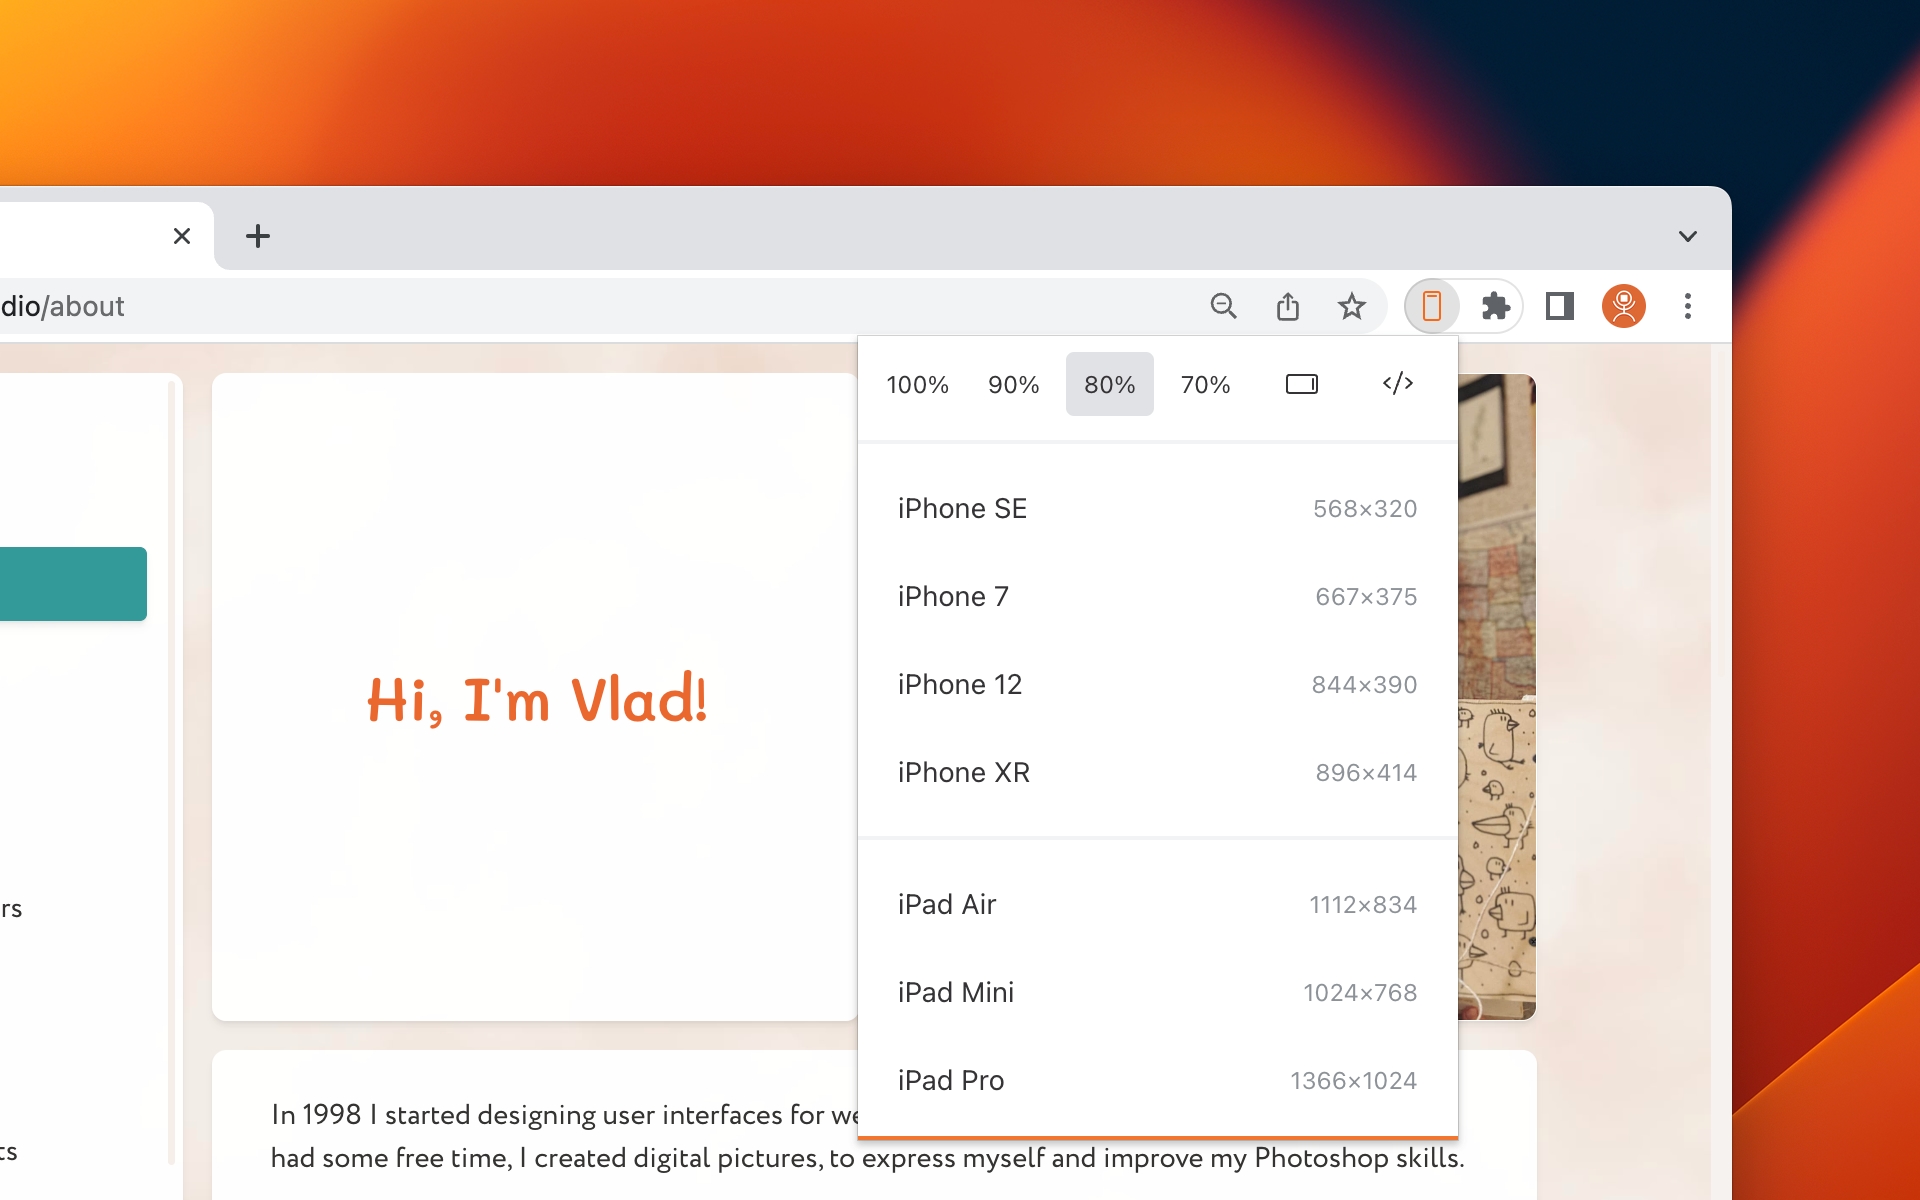 dio/about
100% 90% 80% 70% </>
iPhone SE 568×320
iPhone 7 667×375
iPhone 12 844×390
iPhone XR 896×414
iPad Air 1112×834
iPad Mini 1024×768
iPad Pro 1366×1024
Hi, I'm Vlad!
rs
ts
In 1998 I started designing user interfaces for we
had some free time, I created digital pictures, to express myself and improve my Photoshop skills.